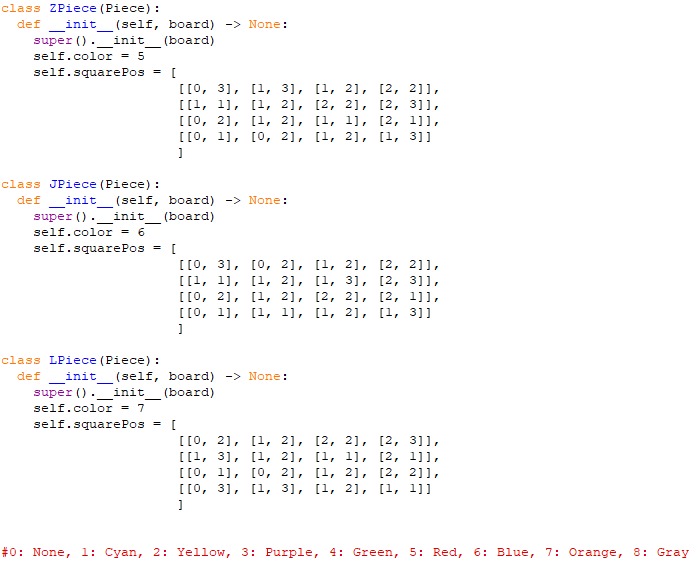 class ZPiece(Piece):
  def __init__(self, board) -> None:
    super().__init__(board)
    self.color = 5
    self.squarePos = [
                      [[0, 3], [1, 3], [1, 2], [2, 2]],
                      [[1, 1], [1, 2], [2, 2], [2, 3]],
                      [[0, 2], [1, 2], [1, 1], [2, 1]],
                      [[0, 1], [0, 2], [1, 2], [1, 3]]
                      ]

class JPiece(Piece):
  def __init__(self, board) -> None:
    super().__init__(board)
    self.color = 6
    self.squarePos = [
                      [[0, 3], [0, 2], [1, 2], [2, 2]],
                      [[1, 1], [1, 2], [1, 3], [2, 3]],
                      [[0, 2], [1, 2], [2, 2], [2, 1]],
                      [[0, 1], [1, 1], [1, 2], [1, 3]]
                      ]

class LPiece(Piece):
  def __init__(self, board) -> None:
    super().__init__(board)
    self.color = 7
    self.squarePos = [
                      [[0, 2], [1, 2], [2, 2], [2, 3]],
                      [[1, 3], [1, 2], [1, 1], [2, 1]],
                      [[0, 1], [0, 2], [1, 2], [2, 2]],
                      [[0, 3], [1, 3], [1, 2], [1, 1]]
                      ]

#0: None, 1: Cyan, 2: Yellow, 3: Purple, 4: Green, 5: Red, 6: Blue, 7: Orange, 8: Gray